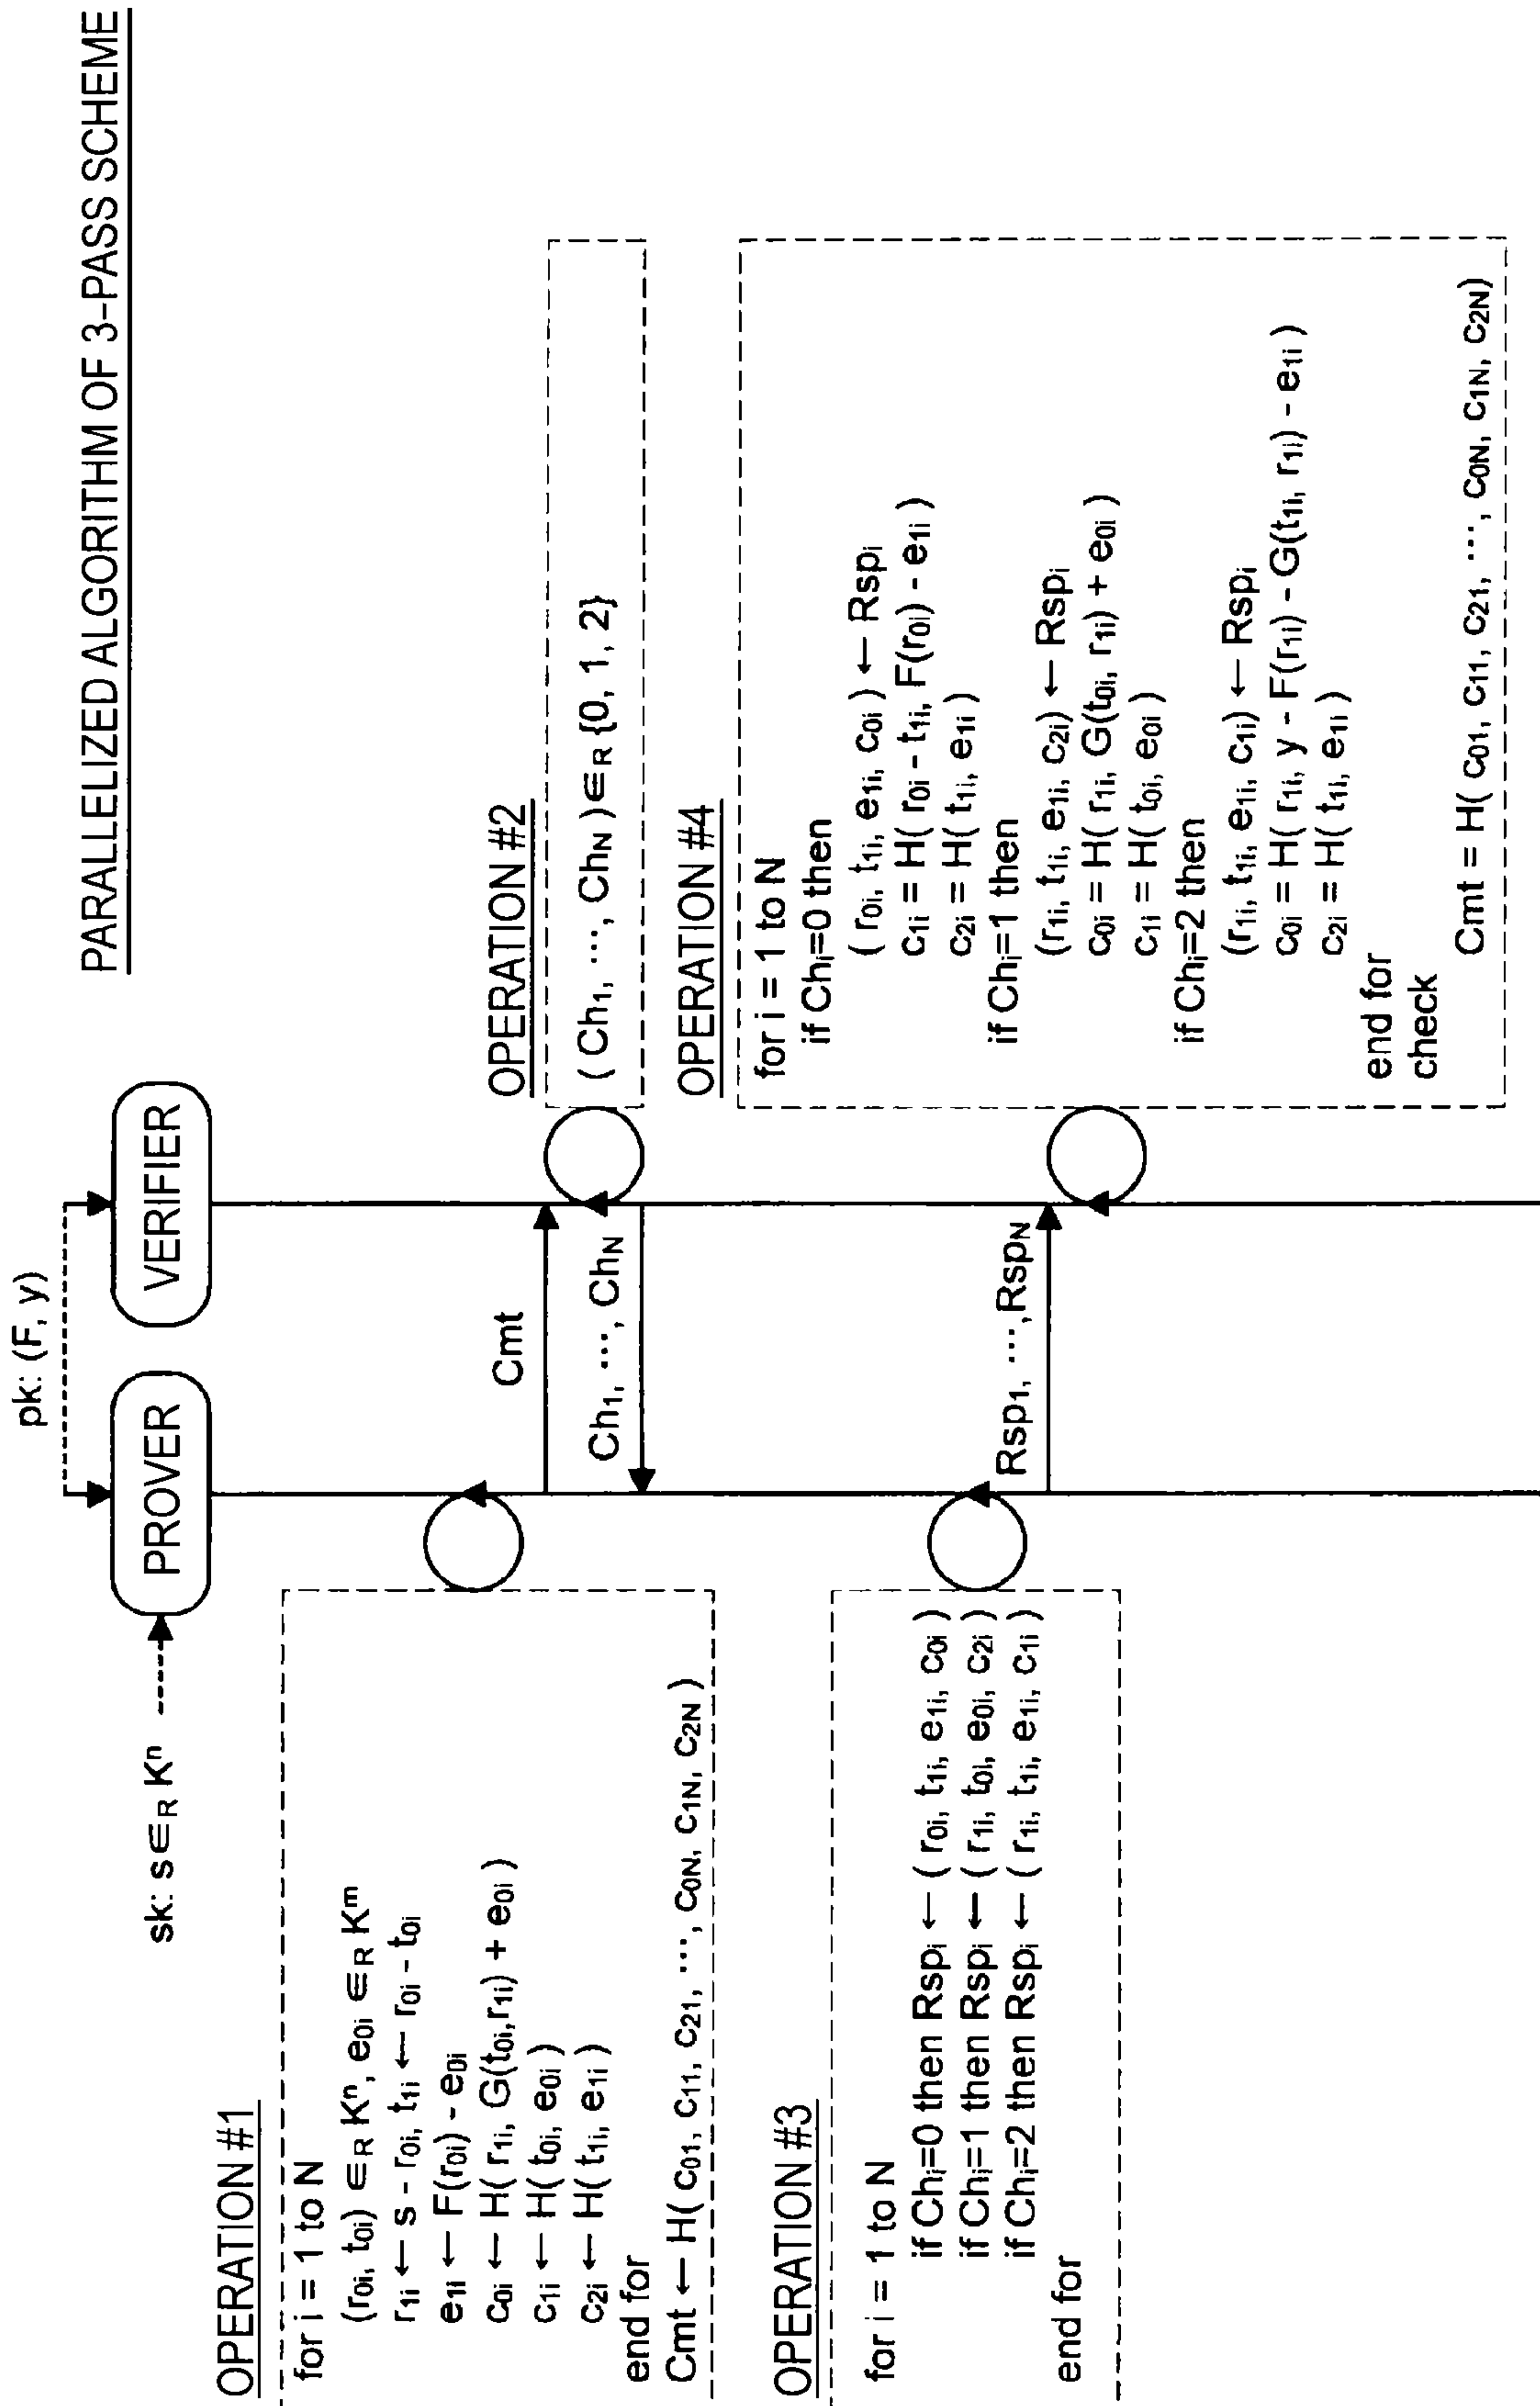 PARALLELIZED ALGORITHM OF 3-PASS SCHEME
pk: (F, y)
sk: s ∈R Kⁿ
PROVER
VERIFIER
OPERATION #1
for i = 1 to N
(r0i, t0i) ∈R Kⁿ, e0i ∈R Kᵐ
r1i ← s - r0i, t1i ← r0i - t0i
e1i ← F(r0i) - e0i
c0i ← H( r1i, G(t0i,r1i) + e0i )
c1i ← H( t0i, e0i )
c2i ← H( t1i, e1i )
end for
Cmt ← H( c01, c11, c21, ⋯, c0N, c1N, c2N )
Cmt
OPERATION #2
( Ch1, ⋯, ChN ) ∈R {0, 1, 2}
Ch1, ⋯, ChN
OPERATION #3
for i = 1 to N
if Chi=0 then Rspi ← ( r0i, t1i, e1i, c0i )
if Chi=1 then Rspi ← ( r1i, t0i, e0i, c2i )
if Chi=2 then Rspi ← ( r1i, t1i, e1i, c1i )
end for
Rsp1, ⋯,RspN
OPERATION #4
for i = 1 to N
if Chi=0 then
( r0i, t1i, e1i, c0i ) ← Rspi
c1i = H( r0i - t1i, F(r0i) - e1i )
c2i = H( t1i, e1i )
if Chi=1 then
(r1i, t1i, e1i, c2i) ← Rspi
c0i = H( r1i, G(t0i, r1i) + e0i )
c1i = H( t0i, e0i )
if Chi=2 then
(r1i, t1i, e1i, c1i) ← Rspi
c0i = H( r1i, y - F(r1i) - G(t1i, r1i) - e1i )
c2i = H( t1i, e1i )
end for
check
Cmt = H( c01, c11, c21, ⋯, c0N, c1N, c2N)